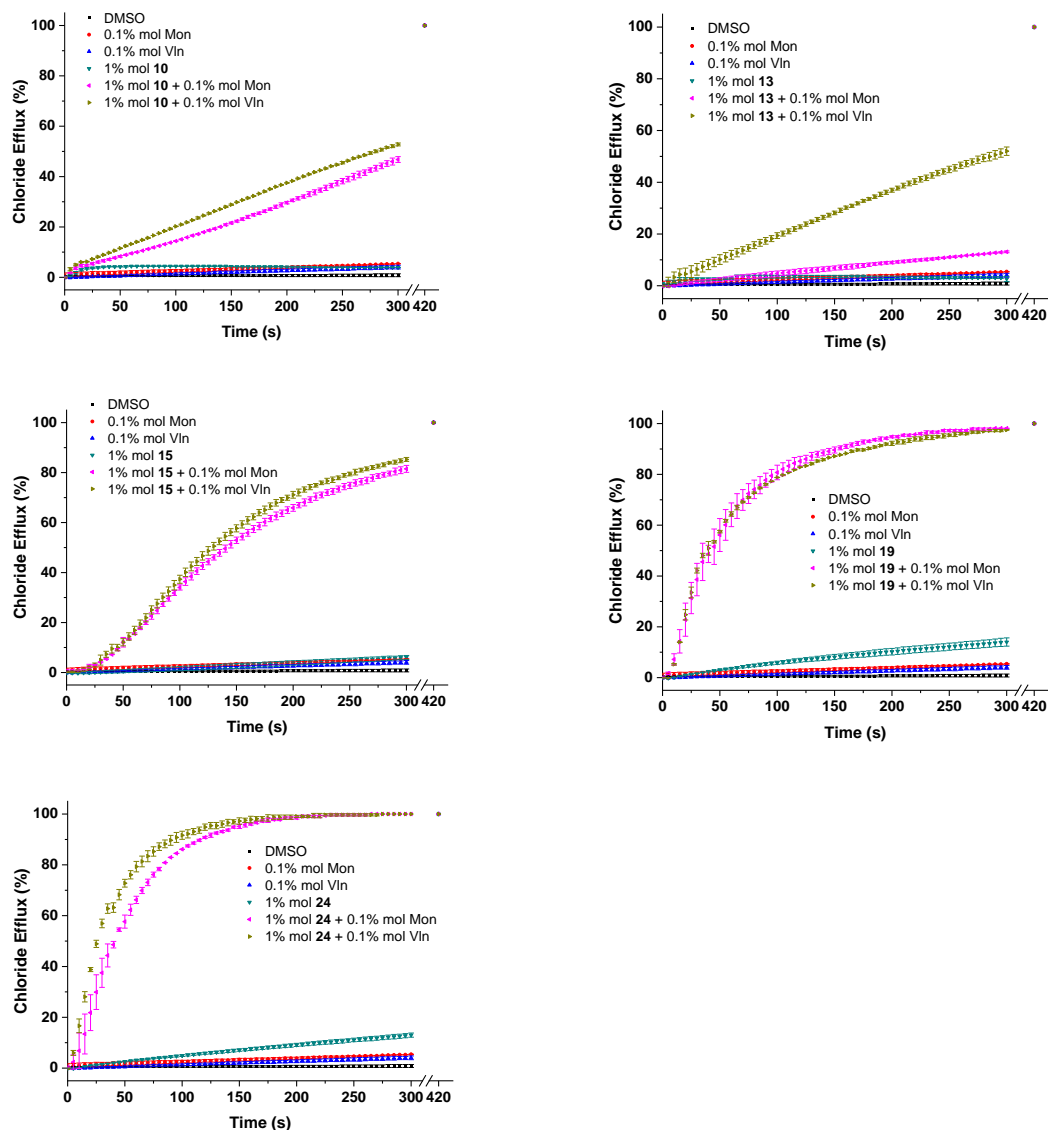 DMSO
0.1% mol Mon
0.1% mol Vln
1% mol 10
1% mol 10 + 0.1% mol Mon
1% mol 10 + 0.1% mol Vln
Chloride Efflux (%)
100
80
60
40
20
0
0 50 100 150 200 250 300 420
Time (s)
DMSO
0.1% mol Mon
0.1% mol Vln
1% mol 13
1% mol 13 + 0.1% mol Mon
1% mol 13 + 0.1% mol Vln
Chloride Efflux (%)
100
80
60
40
20
0
0 50 100 150 200 250 300 420
Time (s)
DMSO
0.1% mol Mon
0.1% mol Vln
1% mol 15
1% mol 15 + 0.1% mol Mon
1% mol 15 + 0.1% mol Vln
Chloride Efflux (%)
100
80
60
40
20
0
0 50 100 150 200 250 300 420
Time (s)
DMSO
0.1% mol Mon
0.1% mol Vln
1% mol 19
1% mol 19 + 0.1% mol Mon
1% mol 19 + 0.1% mol Vln
Chloride Efflux (%)
100
80
60
40
20
0
0 50 100 150 200 250 300 420
Time (s)
DMSO
0.1% mol Mon
0.1% mol Vln
1% mol 24
1% mol 24 + 0.1% mol Mon
1% mol 24 + 0.1% mol Vln
Chloride Efflux (%)
100
80
60
40
20
0
0 50 100 150 200 250 300 420
Time (s)